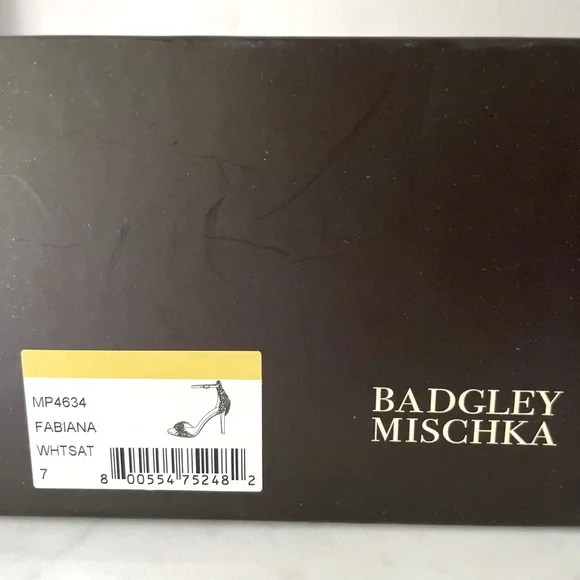 MP4634
FABIANA
WHTSAT
7
8 00554 75248 2
BADGLEY
MISCHKA